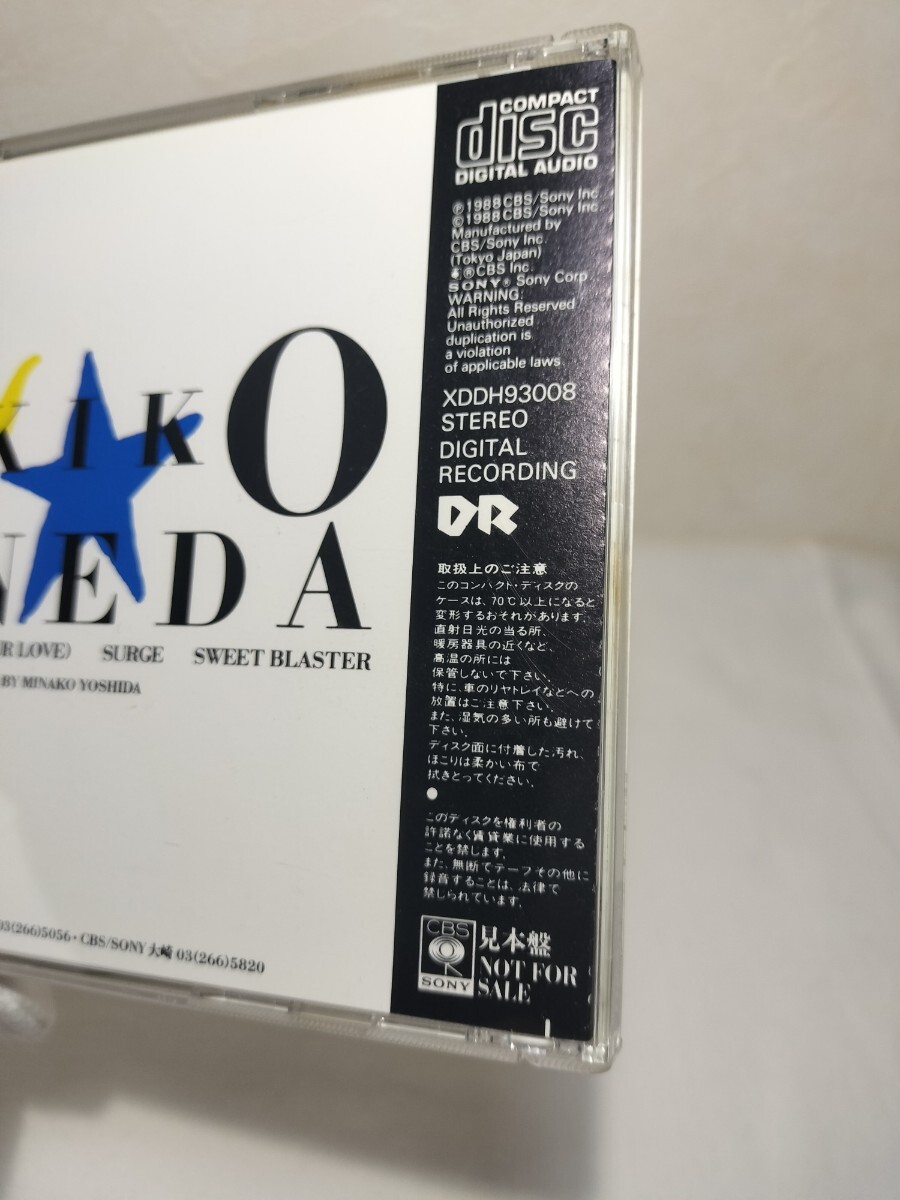 KIKO
NEDA
UR LOVE) SURGE SWEET BLASTER
BY MINAKO YOSHIDA
03(266)5056・CBS/SONY 大崎 03(266)5820
COMPACT
disc
DIGITAL AUDIO
Ⓟ1988 CBS/Sony Inc.
©1988 CBS/Sony Inc.
Manufactured by
CBS/Sony Inc.
(Tokyo Japan)
®CBS Inc.
SONY® Sony Corp.
WARNING:
All Rights Reserved
Unauthorized
duplication is
a violation
of applicable laws
XDDH93008
STEREO
DIGITAL
RECORDING
DR
取扱上のご注意
このコンパクト・ディスクの
ケースは、70℃以上になると
変形するおそれがあります。
直射日光の当る所、
暖房器具の近くなど、
高温の所には
保管しないで下さい。
特に、車のリヤトレイなどへの
放置はご注意下さい。
また、湿気の多い所も避けて
下さい。
ディスク面に付着した汚れ、
ほこりは柔かい布で
拭きとってください。
●
このディスクを権利者の
許諾なく賃貸業に使用する
ことを禁します。
また、無断でテープその他に
録音することは、法律で
禁じられています。
CBS
SONY
見本盤
NOT FOR
SALE